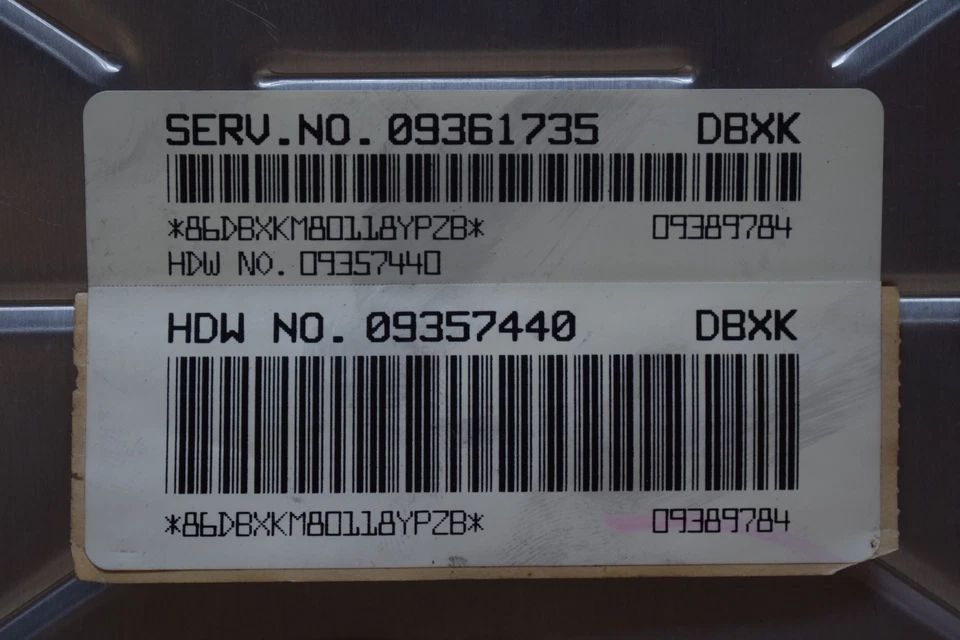 SERV.NO. 09361735 DBXK
*86DBXKM80118YPZB* 09389784
HDW NO. 09357440
HDW NO. 09357440 DBXK
*86DBXKM80118YPZB* 09389784